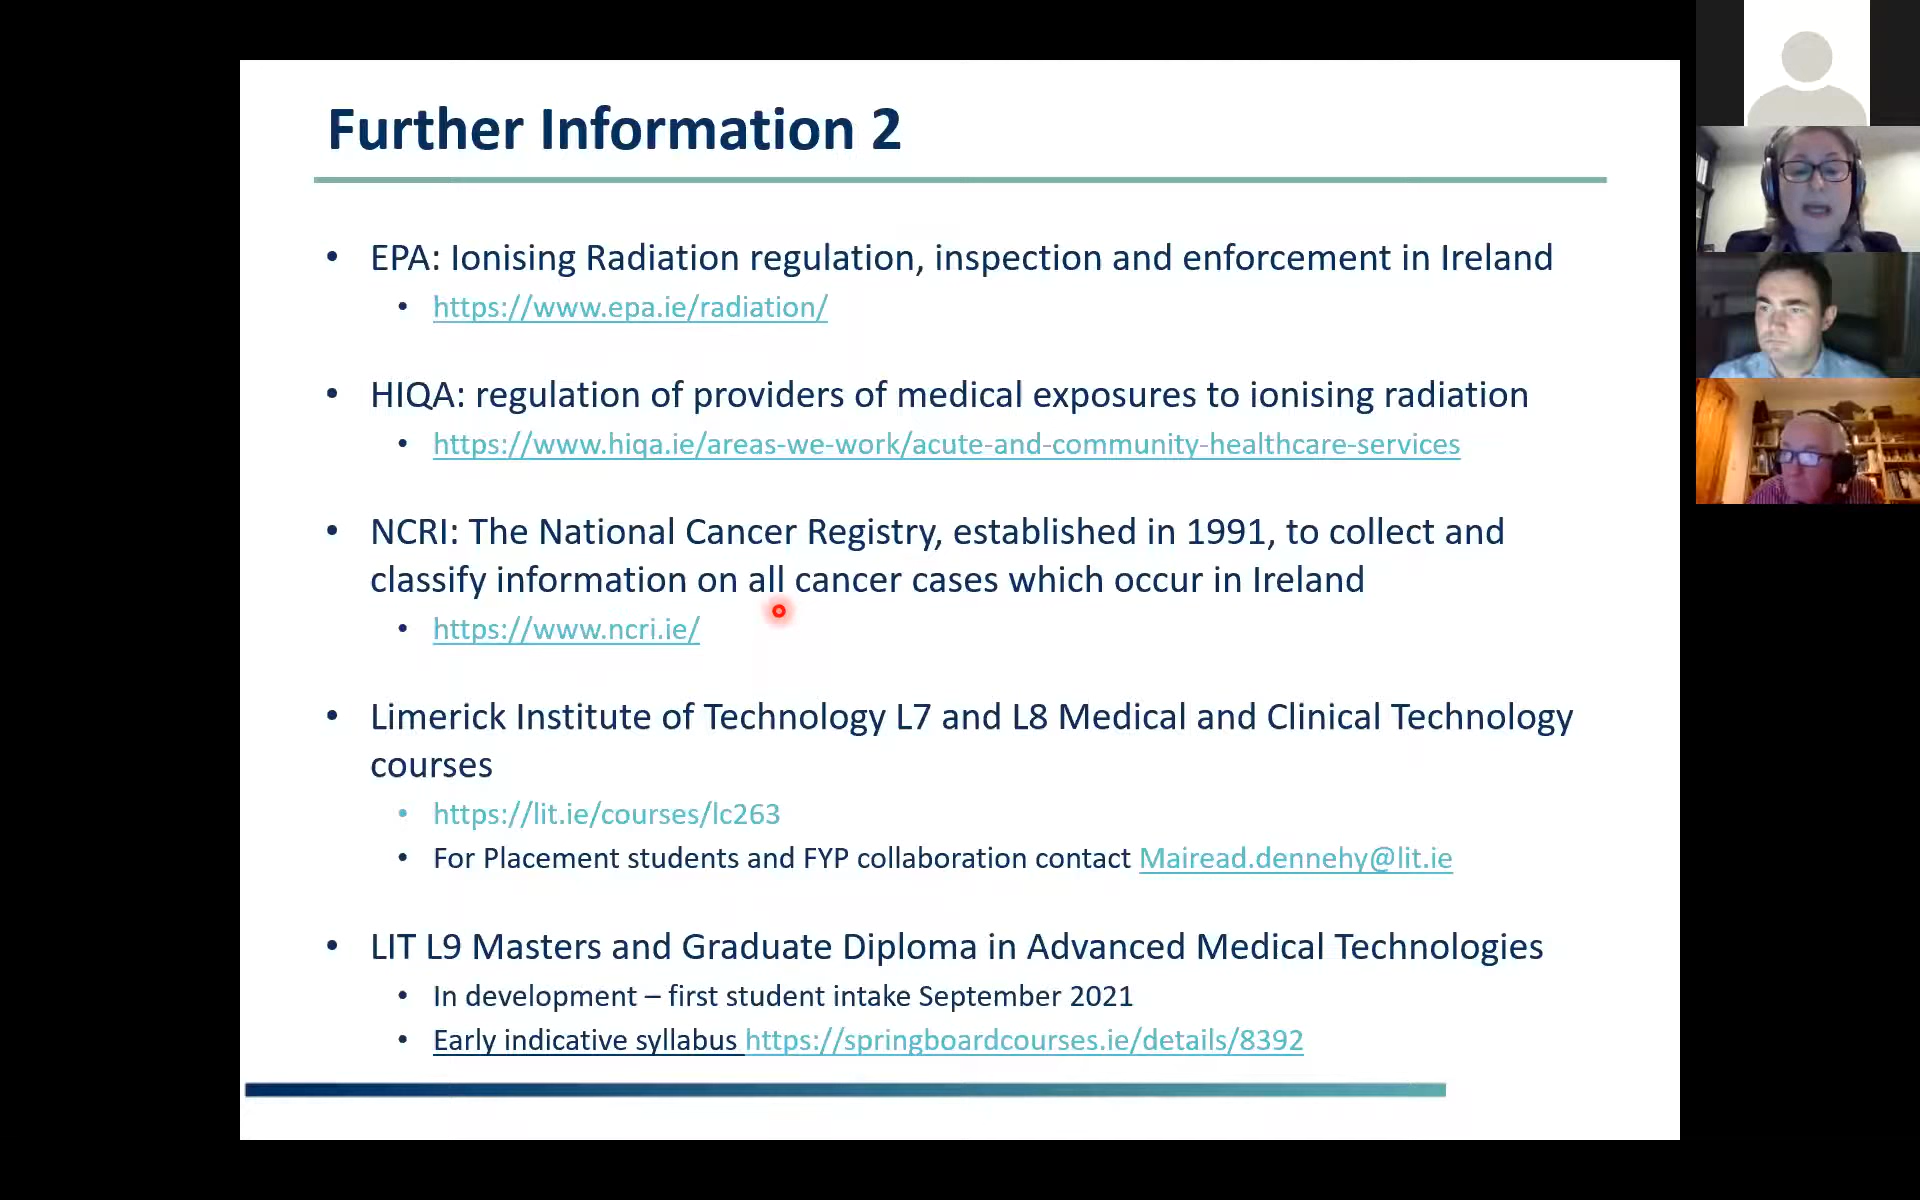 Further Information 2
• EPA: Ionising Radiation regulation, inspection and enforcement in Ireland
• https://www.epa.ie/radiation/
• HIQA: regulation of providers of medical exposures to ionising radiation
• https://www.hiqa.ie/areas-we-work/acute-and-community-healthcare-services
• NCRI: The National Cancer Registry, established in 1991, to collect and
classify information on all cancer cases which occur in Ireland
• https://www.ncri.ie/
• Limerick Institute of Technology L7 and L8 Medical and Clinical Technology
courses
• https://lit.ie/courses/lc263
• For Placement students and FYP collaboration contact Mairead.dennehy@lit.ie
• LIT L9 Masters and Graduate Diploma in Advanced Medical Technologies
• In development – first student intake September 2021
• Early indicative syllabus https://springboardcourses.ie/details/8392